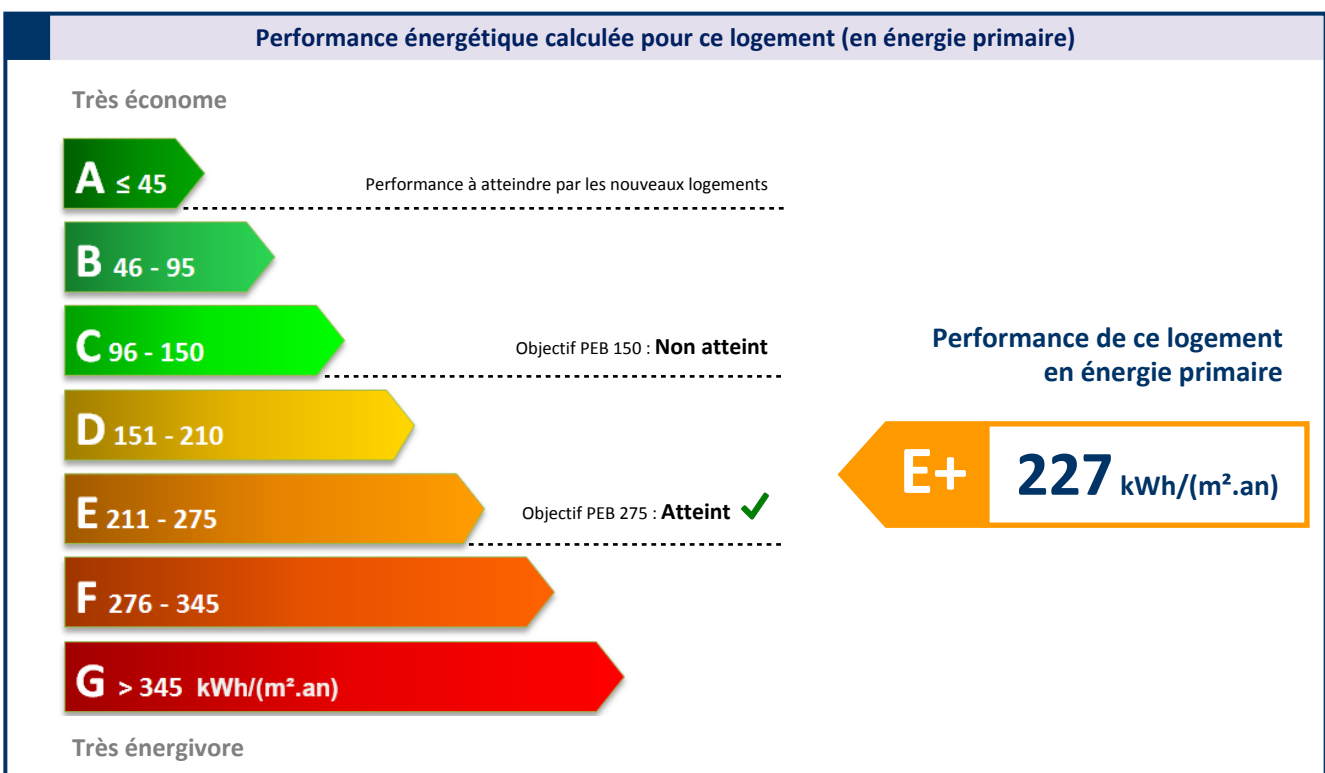 Performance énergétique calculée pour ce logement (en énergie primaire)
Très économe
A ≤ 45
Performance à atteindre par les nouveaux logements
B 46 - 95
C 96 - 150
Objectif PEB 150 : Non atteint
Performance de ce logement
en énergie primaire
D 151 - 210
E+ 227 kWh/(m².an)
E 211 - 275
Objectif PEB 275 : Atteint ✓
F 276 - 345
G > 345 kWh/(m².an)
Très énergivore